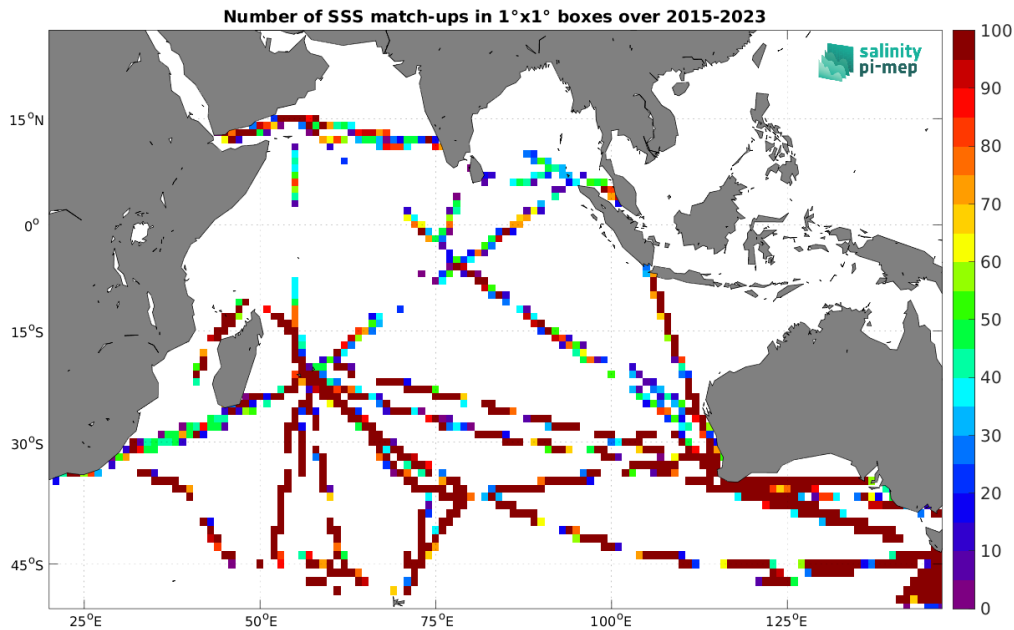 Number of SSS match-ups in 1°x1° boxes over 2015-2023
salinity
pi-mep
15°N
0°
15°S
30°S
45°S
25°E
50°E
75°E
100°E
125°E
100
90
80
70
60
50
40
30
20
10
0